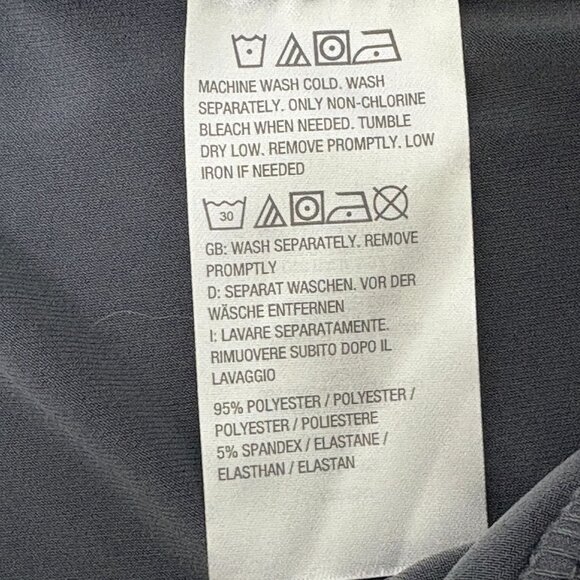 MACHINE WASH COLD. WASH
SEPARATELY. ONLY NON-CHLORINE
BLEACH WHEN NEEDED. TUMBLE
DRY LOW. REMOVE PROMPTLY. LOW
IRON IF NEEDED
30
GB: WASH SEPARATELY. REMOVE
PROMPTLY
D: SEPARAT WASCHEN. VOR DER
WÄSCHE ENTFERNEN
I: LAVARE SEPARATAMENTE.
RIMUOVERE SUBITO DOPO IL
LAVAGGIO
95% POLYESTER / POLYESTER /
POLYESTER / POLIESTERE
5% SPANDEX / ELASTANE /
ELASTHAN / ELASTAN